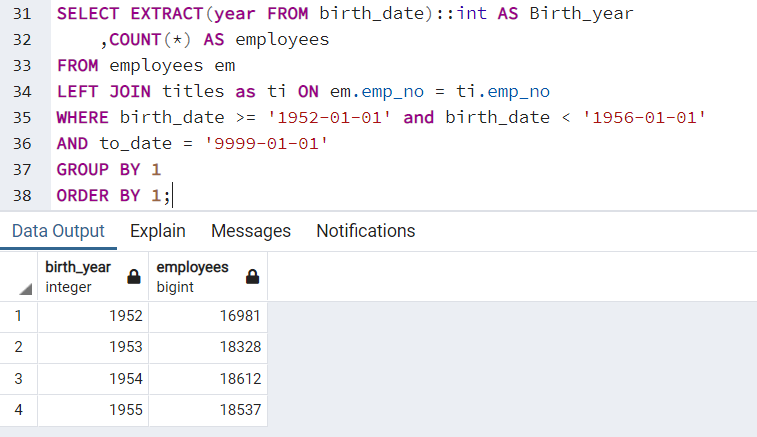 31 SELECT EXTRACT(year FROM birth_date)::int AS Birth_year
32 ,COUNT(*) AS employees
33 FROM employees em
34 LEFT JOIN titles as ti ON em.emp_no = ti.emp_no
35 WHERE birth_date >= '1952-01-01' and birth_date < '1956-01-01'
36 AND to_date = '9999-01-01'
37 GROUP BY 1
38 ORDER BY 1;
Data Output Explain Messages Notifications
birth_year employees
integer bigint
1 1952 16981
2 1953 18328
3 1954 18612
4 1955 18537